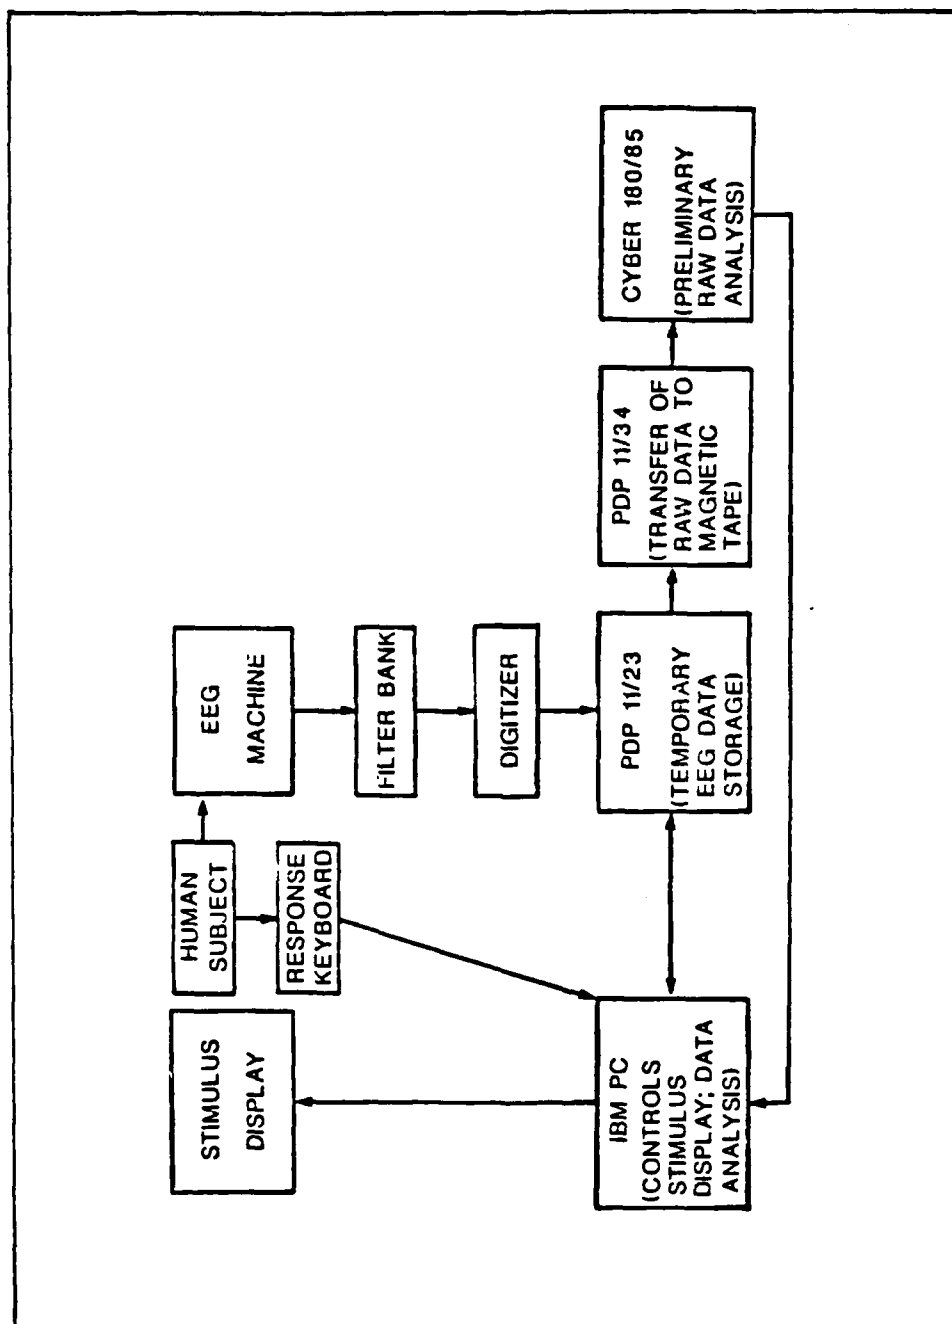 STIMULUS
DISPLAY
HUMAN
SUBJECT
EEG
MACHINE
RESPONSE
KEYBOARD
FILTER BANK
DIGITIZER
IBM PC
(CONTROLS
STIMULUS
DISPLAY; DATA
ANALYSIS)
PDP 11/23
(TEMPORARY
EEG DATA
STORAGE)
PDP 11/34
(TRANSFER OF
RAW DATA TO
MAGNETIC
TAPE)
CYBER 180/85
(PRELIMINARY
RAW DATA
ANALYSIS)